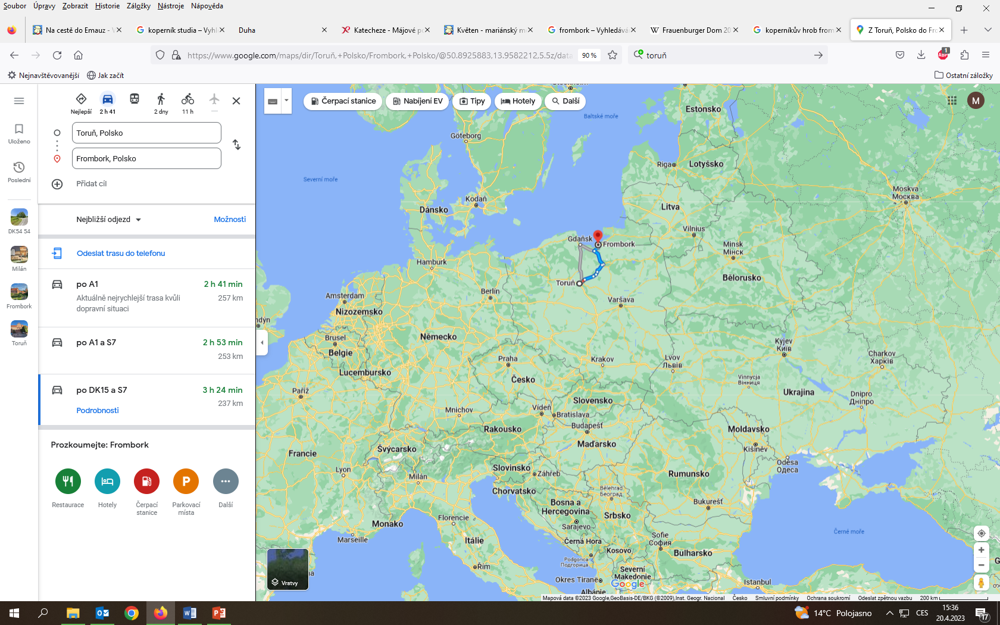 Soubor Úpravy Zobrazit Historie Záložky Nástroje Nápověda
Na cestě do Emauz - koperník studia – Vyhl Duha Katecheze - Májové po Květen - mariánský m frombork – Vyhledává Frauenburger Dom 20 koperníkův hrob from Z Toruň, Polsko do Fro
https://www.google.com/maps/dir/Toruń,+Polsko/Frombork,+Polsko/@50.8925883,13.9582212,5.5z/data 90 % toruň ABP 1
Nejnavštěvovanější Jak začít Ostatní záložky
Nejlepší 2 h 41 2 dny 11 h —
Toruň, Polsko
Frombork, Polsko
Přidat cíl
Uloženo
Poslední
DK54 54
Milán
Frombork
Toruň
Nejbližší odjezd Možnosti
Odeslat trasu do telefonu
po A1 2 h 41 min
Aktuálně nejrychlejší trasa kvůli 257 km
dopravní situaci
po A1 a S7 2 h 53 min
253 km
po DK15 a S7 3 h 24 min
237 km
Podrobnosti
Prozkoumejte: Frombork
P
Restaurace Hotely Čerpací stanice Parkovací místa Další
Čerpací stanice Nabíjení EV Tipy Hotely Další M
Baltské moře
Estonsko
Göteborg
Riga Lotyšsko
Severní moře
Moskva
Москва
Kodaň
Dánsko
Litva
Vilnius
Gdaňsk
Frombork
Minsk
Мінск
Hamburk
Bělorusko
Toruň
Berlín
Amsterdam
Varšava
Nizozemsko
ndýn
Brusel
Německo
Belgie
Kyjev
Київ
Charkov
Харків
Praha
Krakov
Lvov
Львів
Lucembursko
Česko
Vinnycja
Вінниця
Paříž
Ukrajina
Dnipro
Дніпро
Slovensko
Mnichov
Vídeň
Bratislava
Budapešť
Rakousko
Moldavsko
Maďarsko
Kišiněv
Švýcarsko
Francie
Oděsa
Одеса
Slovinsko
Lyon
Milán
Záhřeb
Rumunsko
Chorvatsko
Bělehrad
Београд
Bosna a
Hercegovina
Bukurešť
Srbsko
Florencie
Monako
Sarajevo
Černé moře
Marseille
Itálie
Černá Hora
Sofie
София
Kosovo
Bulharsko
Podgorica
Подгорица
Řím
Severní
Makedonie
Okres Tirané
Google
Istanbul
Albánie
Vrstvy
Mapová data ©2023 Google,GeoBasis-DE/BKG (©2009),Inst. Geogr. Nacional Česko Smluvní podmínky Ochrana soukromí Odeslat zpětnou vazbu 200 km
14°C Polojasno CES 15:36
20.4.2023 17